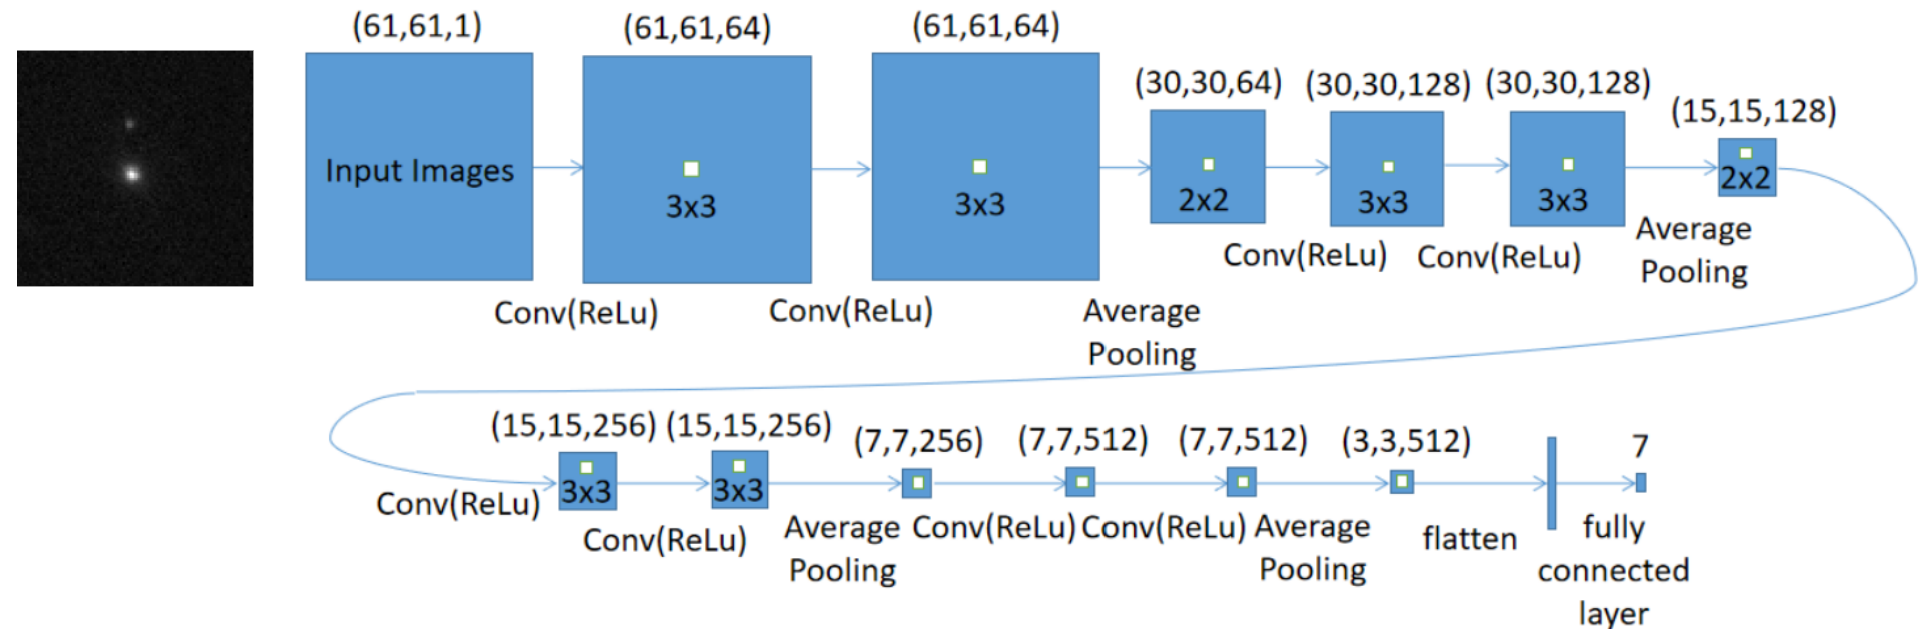 (61,61,1)
(61,61,64)
(61,61,64)
(30,30,64)
(30,30,128)
(30,30,128)
(15,15,128)
Input Images
3x3
3x3
2x2
3x3
3x3
2x2
Conv(ReLu)
Conv(ReLu)
Average
Pooling
Conv(ReLu)
Conv(ReLu)
Average
Pooling
(15,15,256)
(15,15,256)
(7,7,256)
(7,7,512)
(7,7,512)
(3,3,512)
7
Conv(ReLu)
3x3
3x3
Conv(ReLu)
Average
Pooling
Conv(ReLu)
Conv(ReLu)
Average
Pooling
flatten
fully
connected
layer